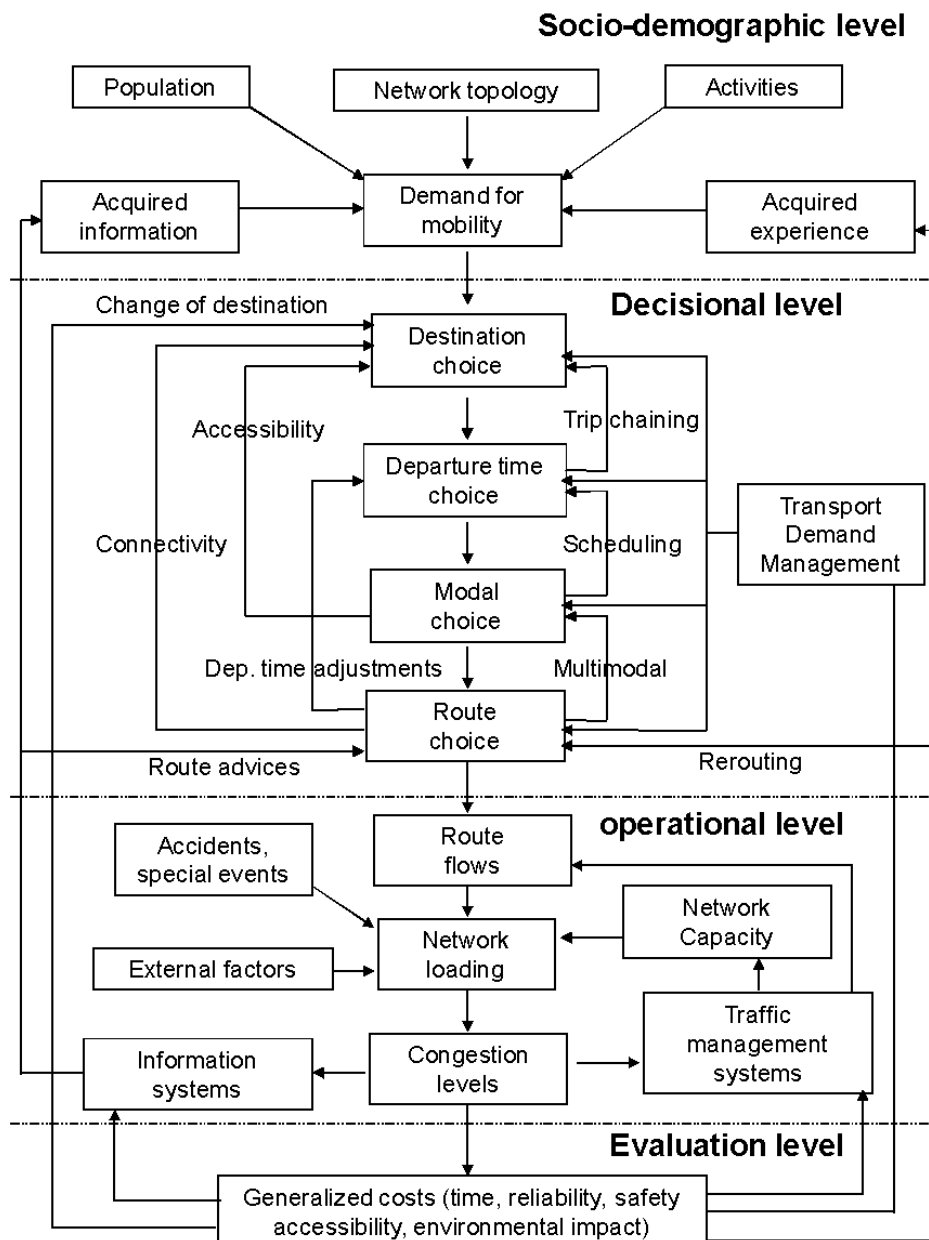 Socio-demographic level
Population
Network topology
Activities
Acquired
information
Demand for
mobility
Acquired
experience
Change of destination
Decisional level
Destination
choice
Accessibility
Trip chaining
Departure time
choice
Transport
Demand
Management
Connectivity
Scheduling
Modal
choice
Dep. time adjustments
Multimodal
Route
choice
Route advices
Rerouting
operational level
Accidents,
special events
Route
flows
Network
Capacity
Network
loading
External factors
Traffic
management
systems
Information
systems
Congestion
levels
Evaluation level
Generalized costs (time, reliability, safety
accessibility, environmental impact)